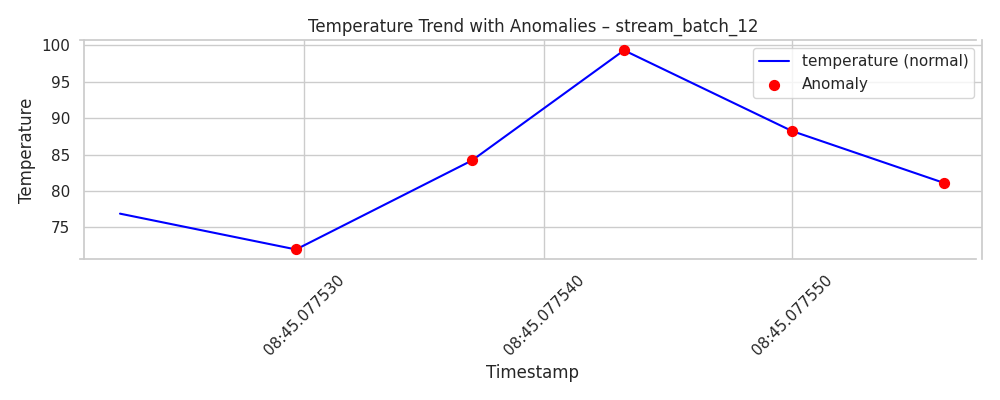 Temperature Trend with Anomalies – stream_batch_12
temperature (normal)
Anomaly
Temperature
100
95
90
85
80
75
08:45.077530
08:45.077540
08:45.077550
Timestamp